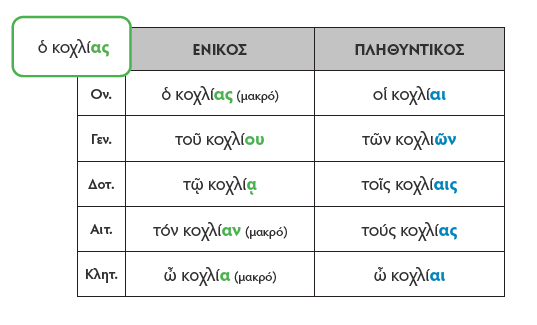 ὁ κοχλίας
ΕΝΙΚΟΣ ΠΛΗΘΥΝΤΙΚΟΣ
Ον. ὁ κοχλίας (μακρό) οἱ κοχλίαι
Γεν. τοῦ κοχλίου τῶν κοχλιῶν
Δοτ. τῷ κοχλίᾳ τοῖς κοχλίαις
Αιτ. τόν κοχλίαν (μακρό) τούς κοχλίας
Κλητ. ὦ κοχλία (μακρό) ὦ κοχλίαι